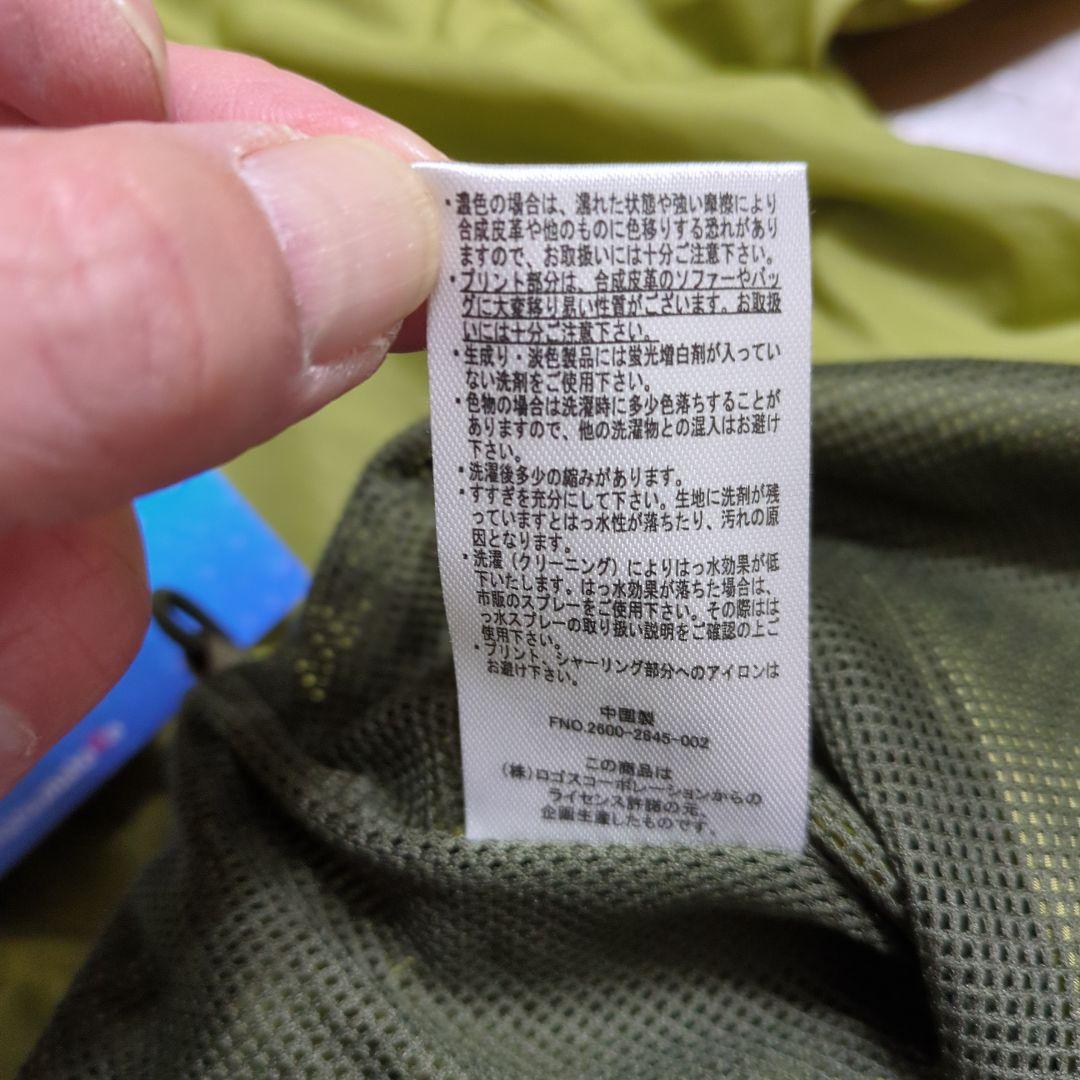 ・濃色の場合は、濡れた状態や強い摩擦により
合成皮革や他のものに色移りする恐れがあり
ますので、お取扱いには十分ご注意下さい。
・プリント部分は、合成皮革のソファーやバッ
グに大変移り易い性質がございます。お取扱
いには十分ご注意下さい。
・生成り・淡色製品には蛍光増白剤が入ってい
ない洗剤をご使用下さい。
・色物の場合は洗濯時に多少色落ちすることが
ありますので、他の洗濯物との混入はお避け
下さい。
・洗濯後多少の縮みがあります。
・すすぎを充分にして下さい。生地に洗剤が残
っていますとはっ水性が落ちたり、汚れの原
因となります。
・洗濯（クリーニング）によりはっ水効果が低
下いたします。はっ水効果が落ちた場合は、
市販のスプレーをご使用下さい。その際はは
っ水スプレーの取り扱い説明をご確認の上ご
使用下さい。
・プリント・シャーリング部分へのアイロンは
お避け下さい。
中国製
FNO.2600-2845-002
この商品は
(株)ロゴスコーポレーションからの
ライセンス許諾の元、
企画生産したものです。